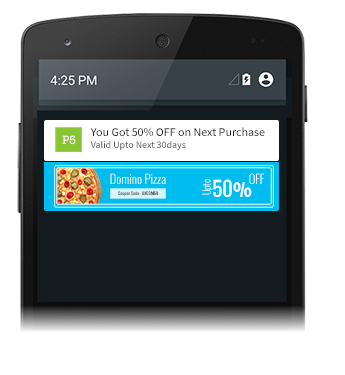 4:25 PM
P5
You Got 50% OFF on Next Purchase
Valid Upto Next 30days
Domino Pizza
Coupon Code :
Upto 50% OFF